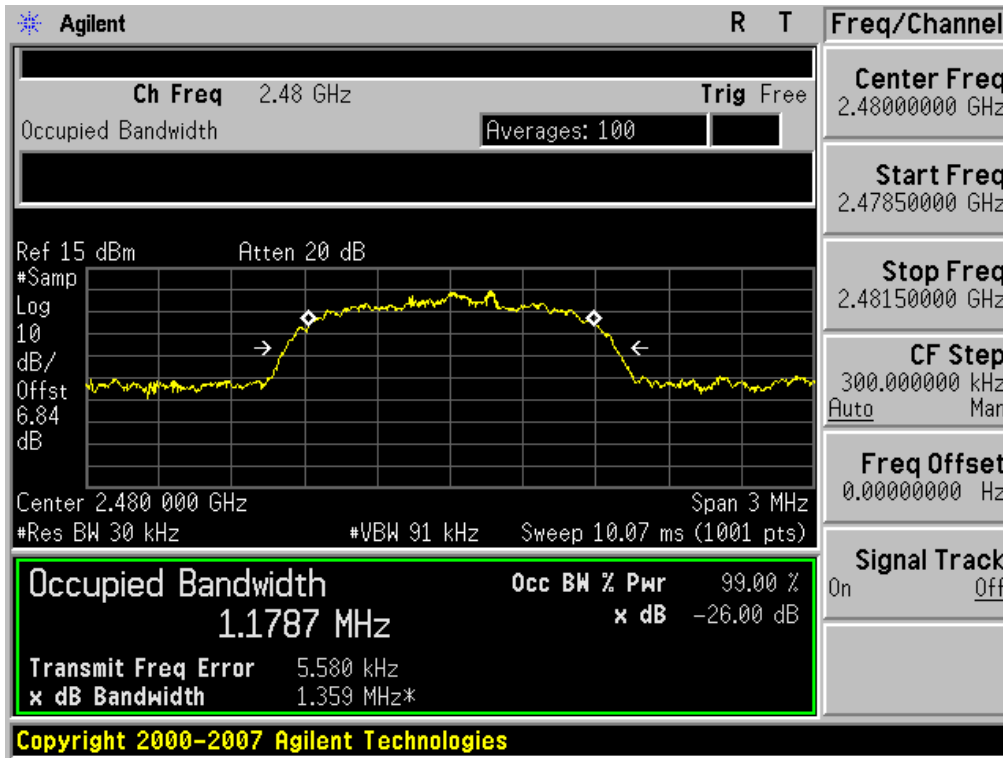 Agilent R T
Ch Freq 2.48 GHz Trig Free
Occupied Bandwidth Averages: 100
Ref 15 dBm Atten 20 dB
#Samp
Log
10
dB/
Offst
6.84
dB
Center 2.480 000 GHz Span 3 MHz
#Res BW 30 kHz #VBW 91 kHz Sweep 10.07 ms (1001 pts)
Occupied Bandwidth
1.1787 MHz
Occ BW % Pwr 99.00 %
x dB -26.00 dB
Transmit Freq Error 5.580 kHz
x dB Bandwidth 1.359 MHz*
Copyright 2000-2007 Agilent Technologies
Freq/Channel
Center Freq
2.48000000 GHz
Start Freq
2.47850000 GHz
Stop Freq
2.48150000 GHz
CF Step
300.000000 kHz
Auto Man
Freq Offset
0.00000000 Hz
Signal Track
On Off